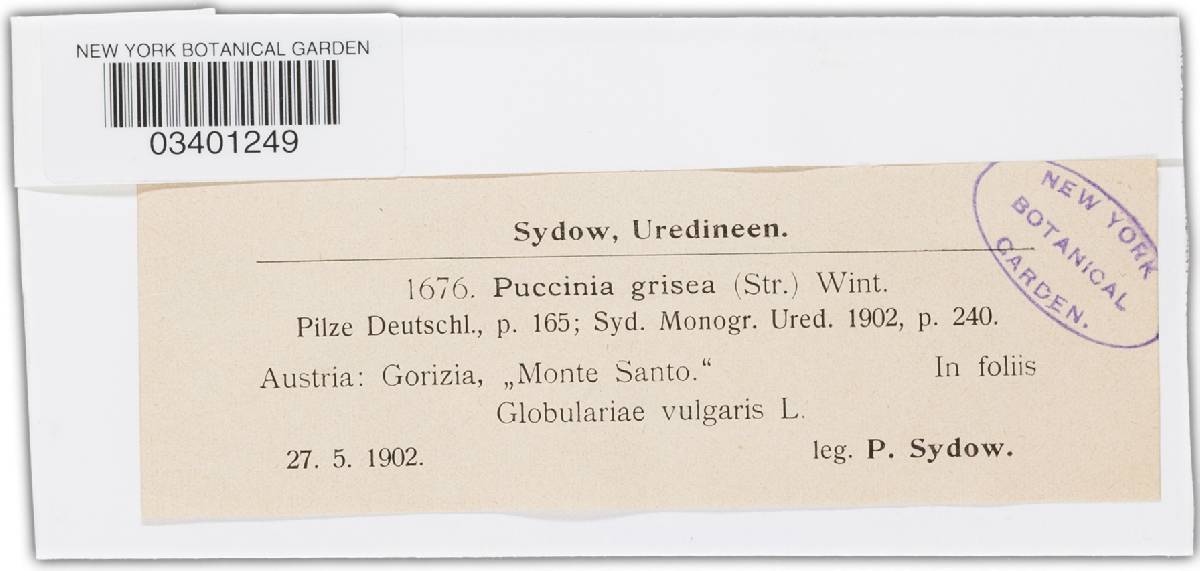 NEW YORK BOTANICAL GARDEN
03401249
NEW YORK
BOTANICAL
GARDEN.
Sydow, Uredineen.
1676. Puccinia grisea (Str.) Wint.
Pilze Deutschl., p. 165; Syd. Monogr. Ured. 1902, p. 240.
Austria: Gorizia, „Monte Santo.“ In foliis
Globulariae vulgaris L.
27. 5. 1902. leg. P. Sydow.